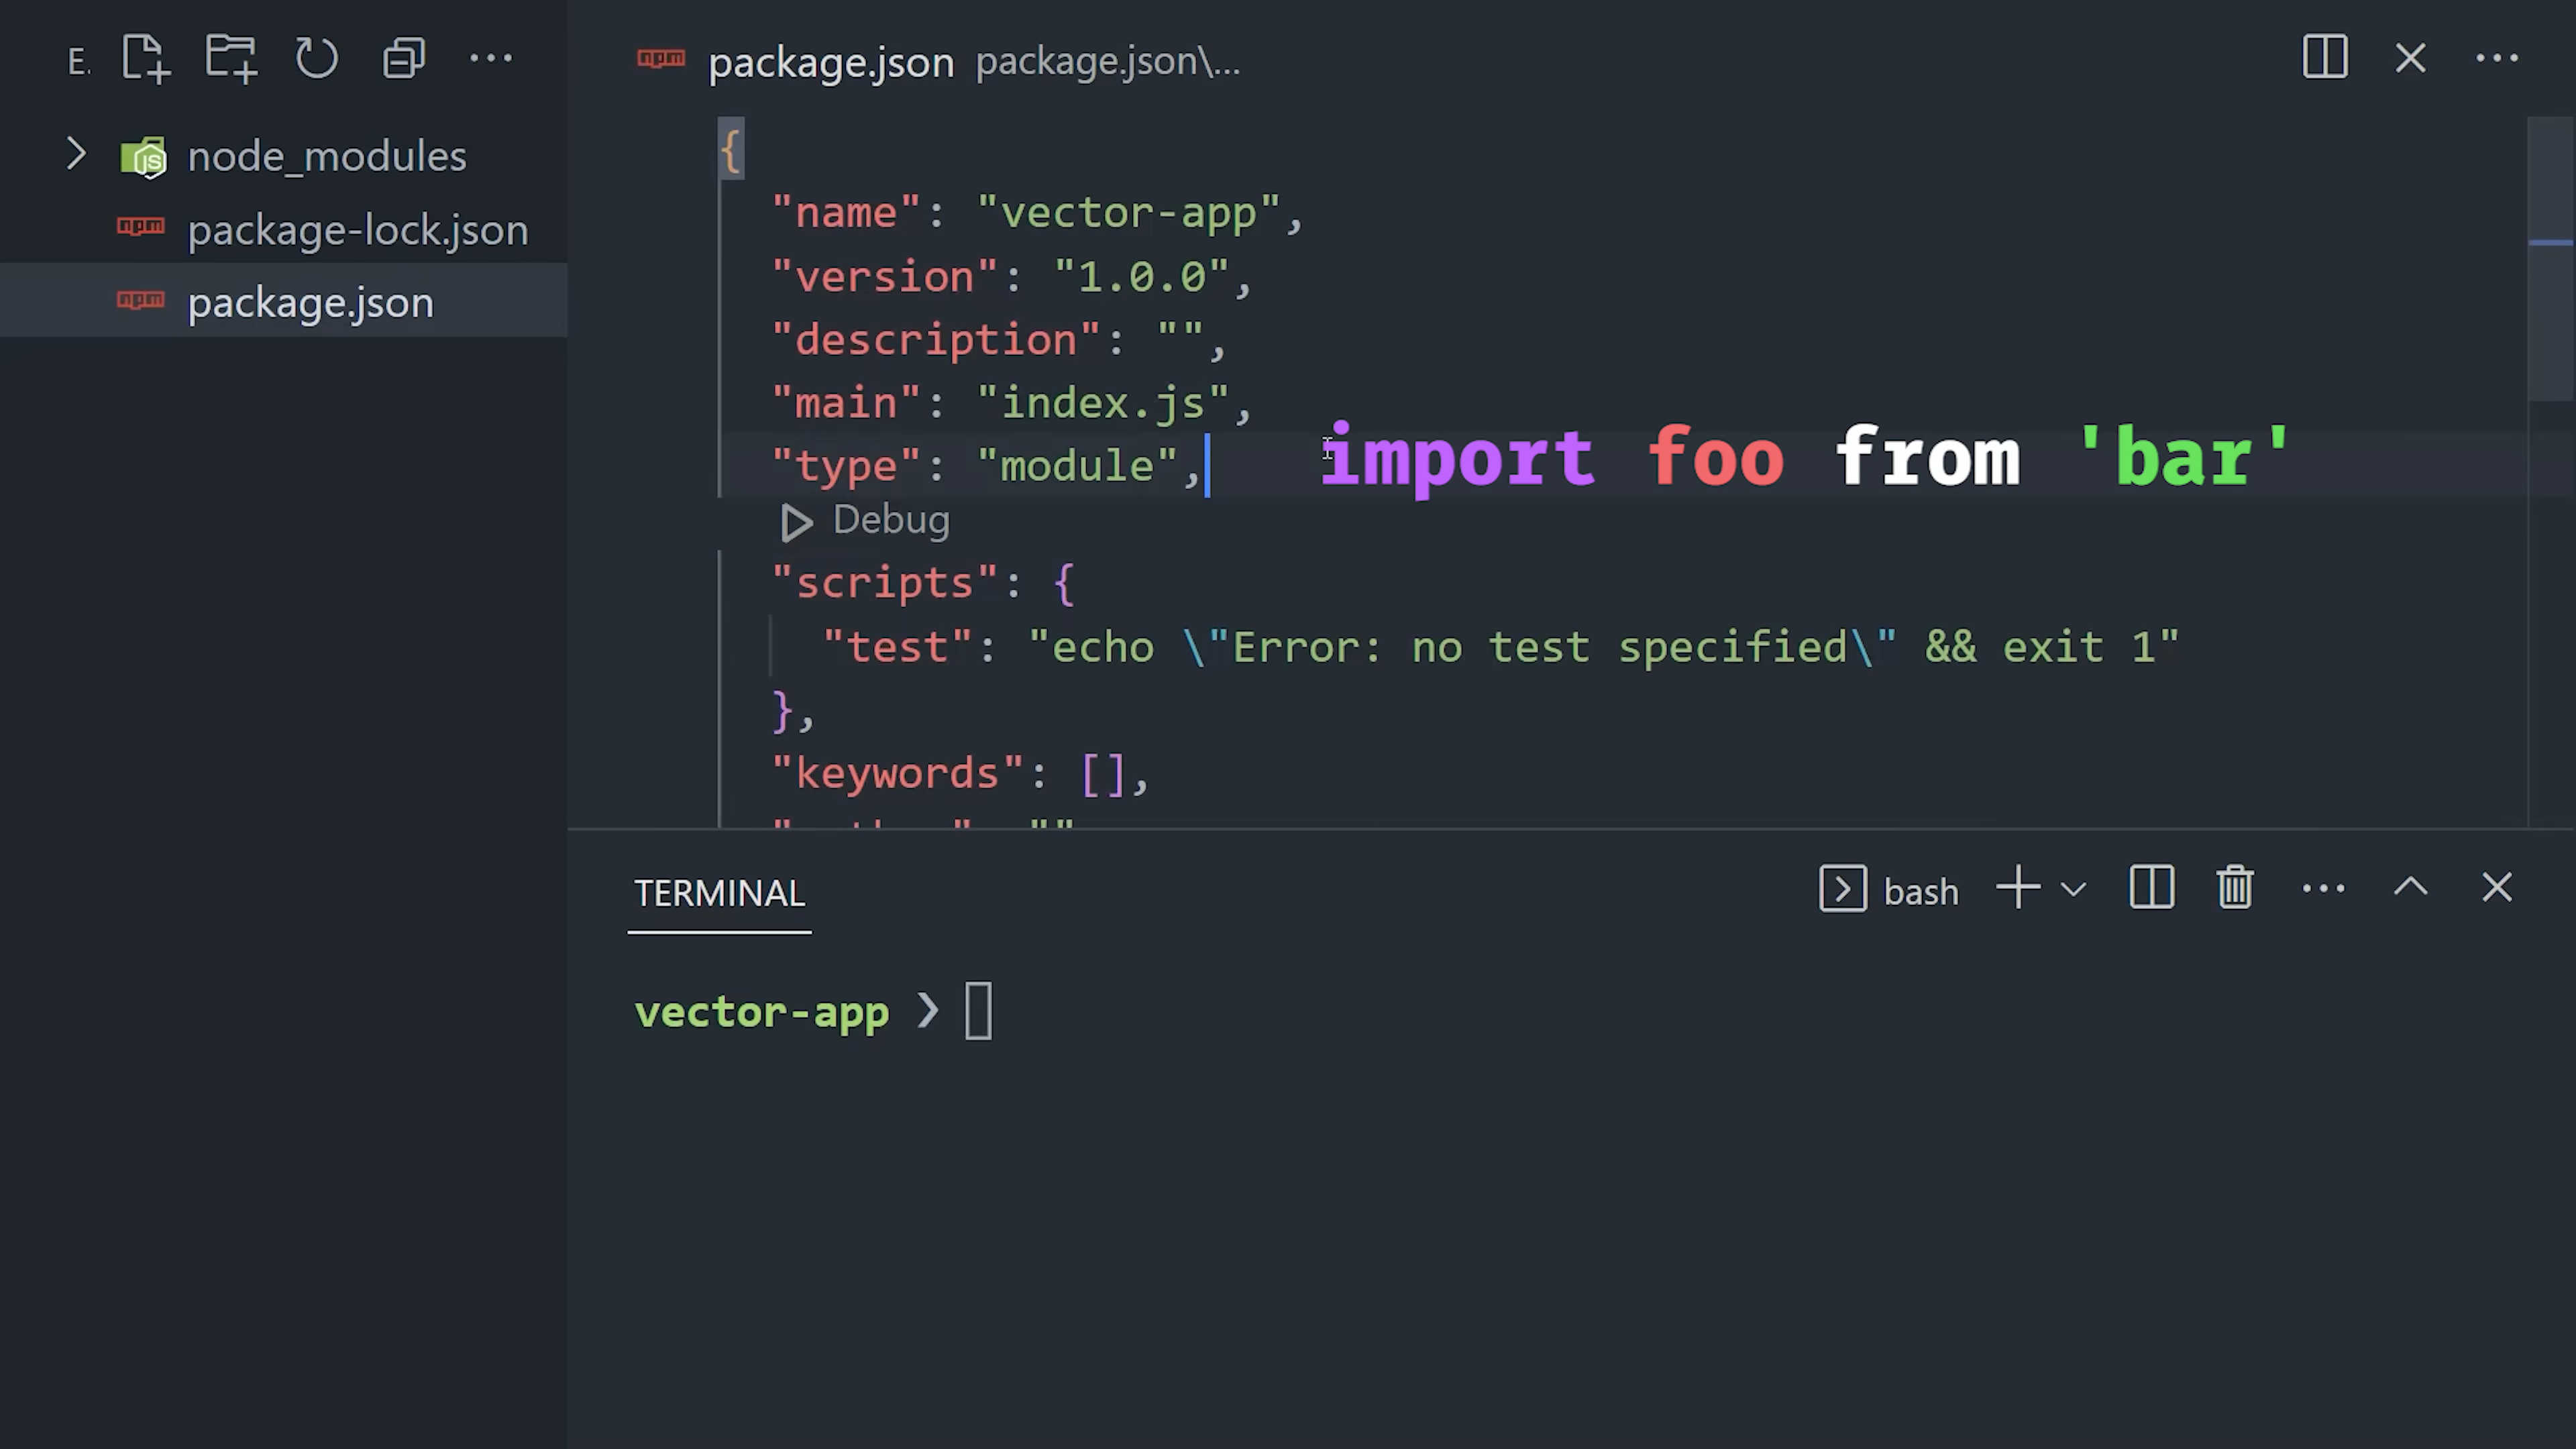 E.
node_modules
package-lock.json
package.json
package.json package.json\...
{
"name": "vector-app",
"version": "1.0.0",
"description": "",
"main": "index.js",
"type": "module",
import foo from 'bar'
Debug
"scripts": {
"test": "echo \"Error: no test specified\" && exit 1"
},
"keywords": [],
TERMINAL
bash
vector-app ❯